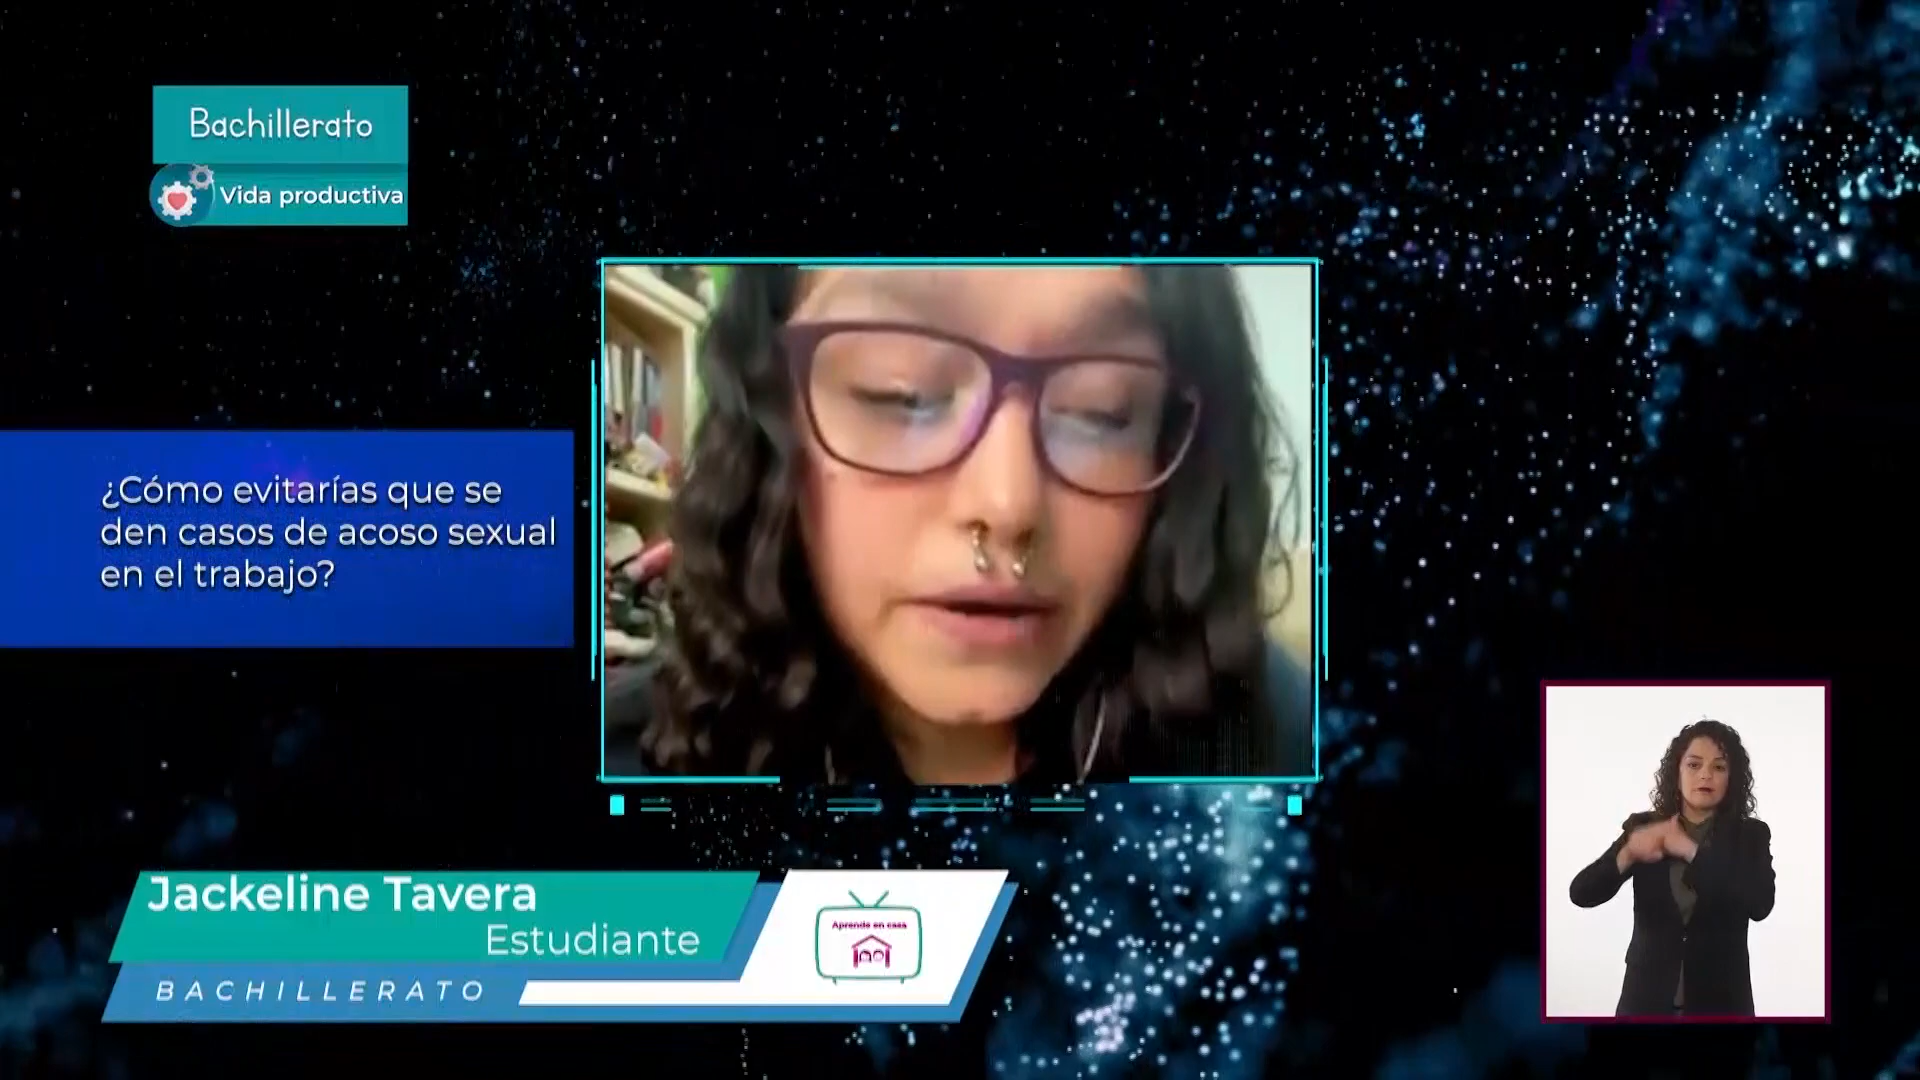 Bachillerato
Vida productiva
¿Cómo evitarías que se
den casos de acoso sexual
en el trabajo?
Jackeline Tavera
Estudiante
BACHILLERATO
Aprende en casa